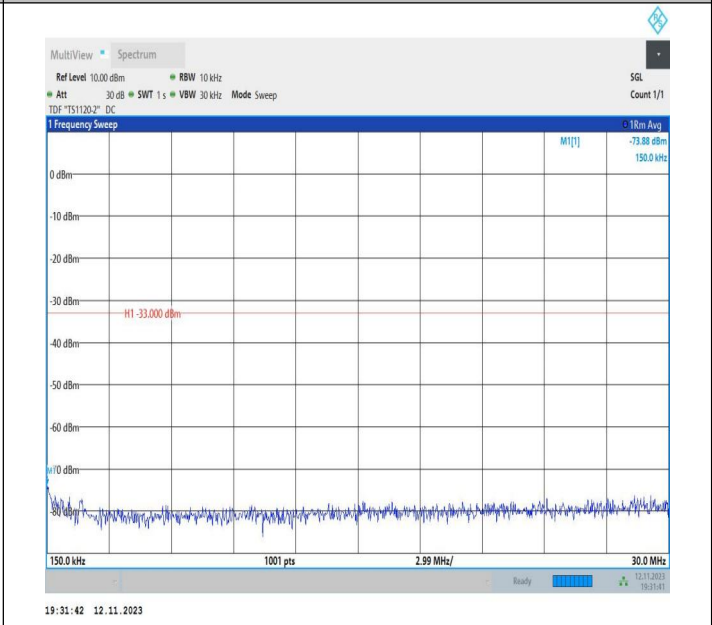 MultiView Spectrum
Ref Level 10.00 dBm RBW 10 kHz SGL
Att 30 dB SWT 1 s VBW 30 kHz Mode Sweep Count 1/1
TDF "TS1120-2" DC
1 Frequency Sweep 1Rm Avg
M1[1] -73.88 dBm
150.0 kHz
0 dBm
-10 dBm
-20 dBm
-30 dBm
H1 -33.000 dBm
-40 dBm
-50 dBm
-60 dBm
-70 dBm
-80 dBm
150.0 kHz 1001 pts 2.99 MHz/ 30.0 MHz
Ready 12.11.2023
19:31:41
19:31:42 12.11.2023